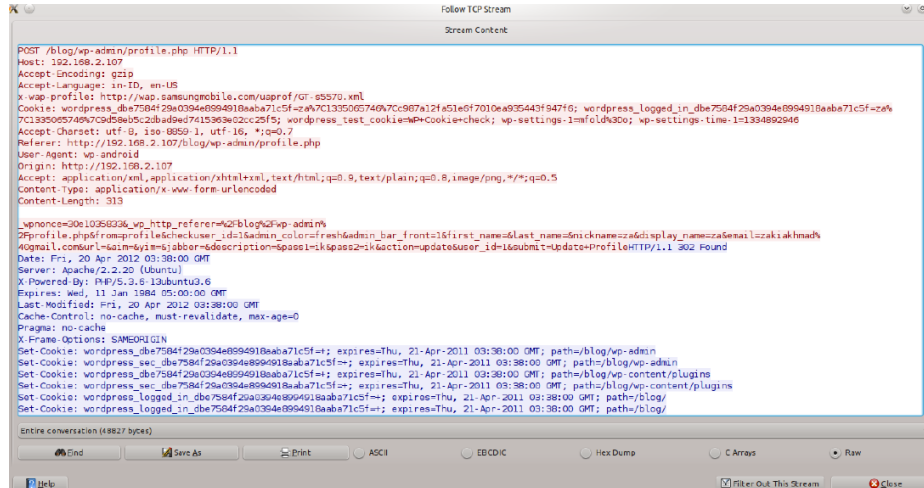 Follow TCP Stream
Stream Content
POST /blog/wp-admin/profile.php HTTP/1.1
Host: 192.168.2.107
Accept-Encoding: gzip
Accept-Language: in-ID, en-US
x-wap-profile: http://wap.samsungmobile.com/uaprof/GT-s5570.xml
Cookie: wordpress_dbe7584f29a0394e8994918aaba71c5f=za%7C1335065746%7Cc987a12fa51e6f7010ea935443f947f6; wordpress_logged_in_dbe7584f29a0394e8994918aaba71c5f=za%
7C1335065746%7C9d58eb5c2dbad9ed7415363e02cc25f5; wordpress_test_cookie=WP+Cookie+check; wp-settings-1=mfold%3Do; wp-settings-time-1=1334892946
Accept-Charset: utf-8, iso-8859-1, utf-16, *;q=0.7
Referer: http://192.168.2.107/blog/wp-admin/profile.php
User-Agent: wp-android
Origin: http://192.168.2.107
Accept: application/xml,application/xhtml+xml,text/html;q=0.9,text/plain;q=0.8,image/png,*/*;q=0.5
Content-Type: application/x-www-form-urlencoded
Content-Length: 313
_wpnonce=30e1035833&_wp_http_referer=%2Fblog%2Fwp-admin%
2Fprofile.php&from=profile&checkuser_id=1&admin_color=fresh&admin_bar_front=1&first_name=&last_name=&nickname=za&display_name=za&email=zakiakhmad%
40gmail.com&url=&aim=&yim=&jabber=&description=&pass1=ik&pass2=ik&action=update&user_id=1&submit=Update+ProfileHTTP/1.1 302 Found
Date: Fri, 20 Apr 2012 03:38:00 GMT
Server: Apache/2.2.20 (Ubuntu)
X-Powered-By: PHP/5.3.6-13ubuntu3.6
Expires: Wed, 11 Jan 1984 05:00:00 GMT
Last-Modified: Fri, 20 Apr 2012 03:38:00 GMT
Cache-Control: no-cache, must-revalidate, max-age=0
Pragma: no-cache
X-Frame-Options: SAMEORIGIN
Set-Cookie: wordpress_dbe7584f29a0394e8994918aaba71c5f=+; expires=Thu, 21-Apr-2011 03:38:00 GMT; path=/blog/wp-admin
Set-Cookie: wordpress_sec_dbe7584f29a0394e8994918aaba71c5f=+; expires=Thu, 21-Apr-2011 03:38:00 GMT; path=/blog/wp-admin
Set-Cookie: wordpress_dbe7584f29a0394e8994918aaba71c5f=+; expires=Thu, 21-Apr-2011 03:38:00 GMT; path=/blog/wp-content/plugins
Set-Cookie: wordpress_sec_dbe7584f29a0394e8994918aaba71c5f=+; expires=Thu, 21-Apr-2011 03:38:00 GMT; path=/blog/wp-content/plugins
Set-Cookie: wordpress_logged_in_dbe7584f29a0394e8994918aaba71c5f=+; expires=Thu, 21-Apr-2011 03:38:00 GMT; path=/blog/
Set-Cookie: wordpress_logged_in_dbe7584f29a0394e8994918aaba71c5f=+; expires=Thu, 21-Apr-2011 03:38:00 GMT; path=/blog/
Entire conversation (48827 bytes)
Find Save As Print ASCII EBCDIC Hex Dump C Arrays Raw
Help Filter Out This Stream Close